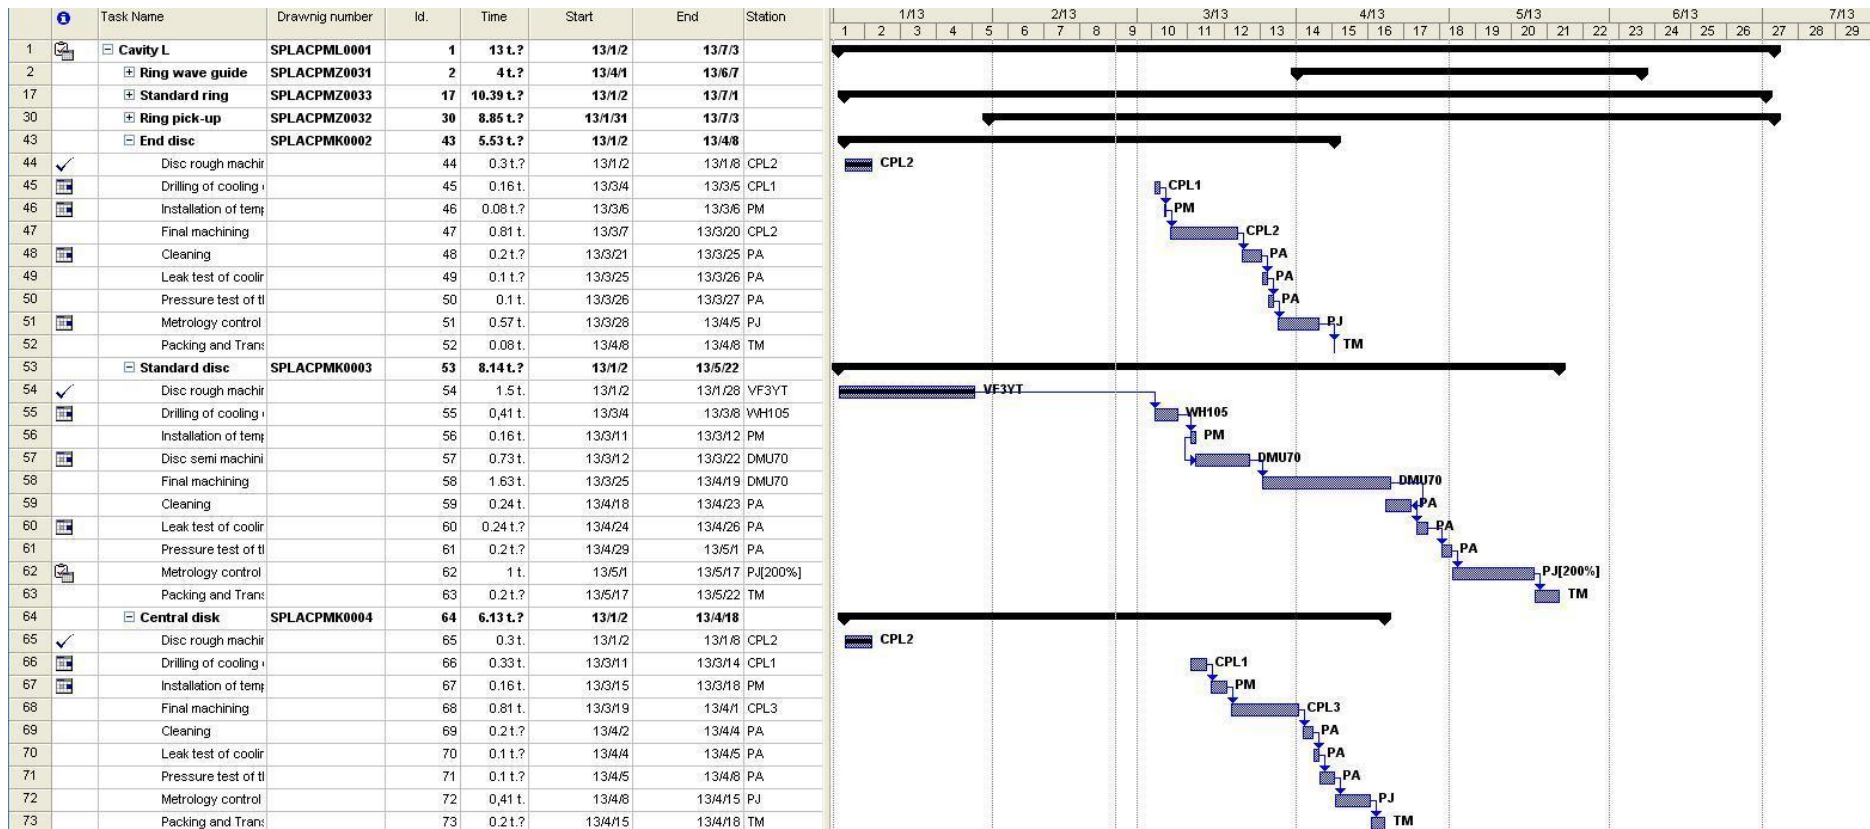 Task Name Drawnig number Id. Time Start End Station 1/13 2/13 3/13 4/13 5/13 6/13 7/13
1 2 3 4 5 6 7 8 9 10 11 12 13 14 15 16 17 18 19 20 21 22 23 24 25 26 27 28 29
1 Cavity L SPLACPML0001 1 13 t.? 13/1/2 13/7/3
2 Ring wave guide SPLACPMZ0031 2 4 t.? 13/4/1 13/6/7
17 Standard ring SPLACPMZ0033 17 10.39 t.? 13/1/2 13/7/1
30 Ring pick-up SPLACPMZ0032 30 8.85 t.? 13/1/31 13/7/3
43 End disc SPLACPMK0002 43 5.53 t.? 13/1/2 13/4/8
44 Disc rough machir 44 0.3 t.? 13/1/2 13/1/8 CPL2 CPL2
45 Drilling of cooling 45 0.16 t. 13/3/4 13/3/5 CPL1 CPL1
46 Installation of temp 46 0.08 t.? 13/3/6 13/3/6 PM PM
47 Final machining 47 0.81 t. 13/3/7 13/3/20 CPL2 CPL2
48 Cleaning 48 0.2 t.? 13/3/21 13/3/25 PA PA
49 Leak test of coolir 49 0.1 t.? 13/3/25 13/3/26 PA PA
50 Pressure test of tl 50 0.1 t. 13/3/26 13/3/27 PA PA
51 Metrology control 51 0.57 t. 13/3/28 13/4/5 PJ PJ
52 Packing and Trans 52 0.08 t. 13/4/8 13/4/8 TM TM
53 Standard disc SPLACPMK0003 53 8.14 t.? 13/1/2 13/5/22
54 Disc rough machir 54 1.5 t. 13/1/2 13/1/28 VF3YT VF3YT
55 Drilling of cooling 55 0,41 t. 13/3/4 13/3/8 WH105 WH105
56 Installation of temp 56 0.16 t. 13/3/11 13/3/12 PM PM
57 Disc semi machini 57 0.73 t. 13/3/12 13/3/22 DMU70 DMU70
58 Final machining 58 1.63 t. 13/3/25 13/4/19 DMU70 DMU70
59 Cleaning 59 0.24 t. 13/4/18 13/4/23 PA PA
60 Leak test of coolir 60 0.24 t.? 13/4/24 13/4/26 PA PA
61 Pressure test of tl 61 0.2 t.? 13/4/29 13/5/1 PA PA
62 Metrology control 62 1 t. 13/5/1 13/5/17 PJ[200%] PJ[200%]
63 Packing and Trans 63 0.2 t.? 13/5/17 13/5/22 TM TM
64 Central disk SPLACPMK0004 64 6.13 t.? 13/1/2 13/4/18
65 Disc rough machir 65 0.3 t. 13/1/2 13/1/8 CPL2 CPL2
66 Drilling of cooling 66 0.33 t. 13/3/11 13/3/14 CPL1 CPL1
67 Installation of temp 67 0.16 t. 13/3/15 13/3/18 PM PM
68 Final machining 68 0.81 t. 13/3/19 13/4/1 CPL3 CPL3
69 Cleaning 69 0.2 t.? 13/4/2 13/4/4 PA PA
70 Leak test of coolir 70 0.1 t.? 13/4/4 13/4/5 PA PA
71 Pressure test of tl 71 0.1 t.? 13/4/5 13/4/8 PA PA
72 Metrology control 72 0,41 t. 13/4/8 13/4/15 PJ PJ
73 Packing and Trans 73 0.2 t.? 13/4/15 13/4/18 TM TM